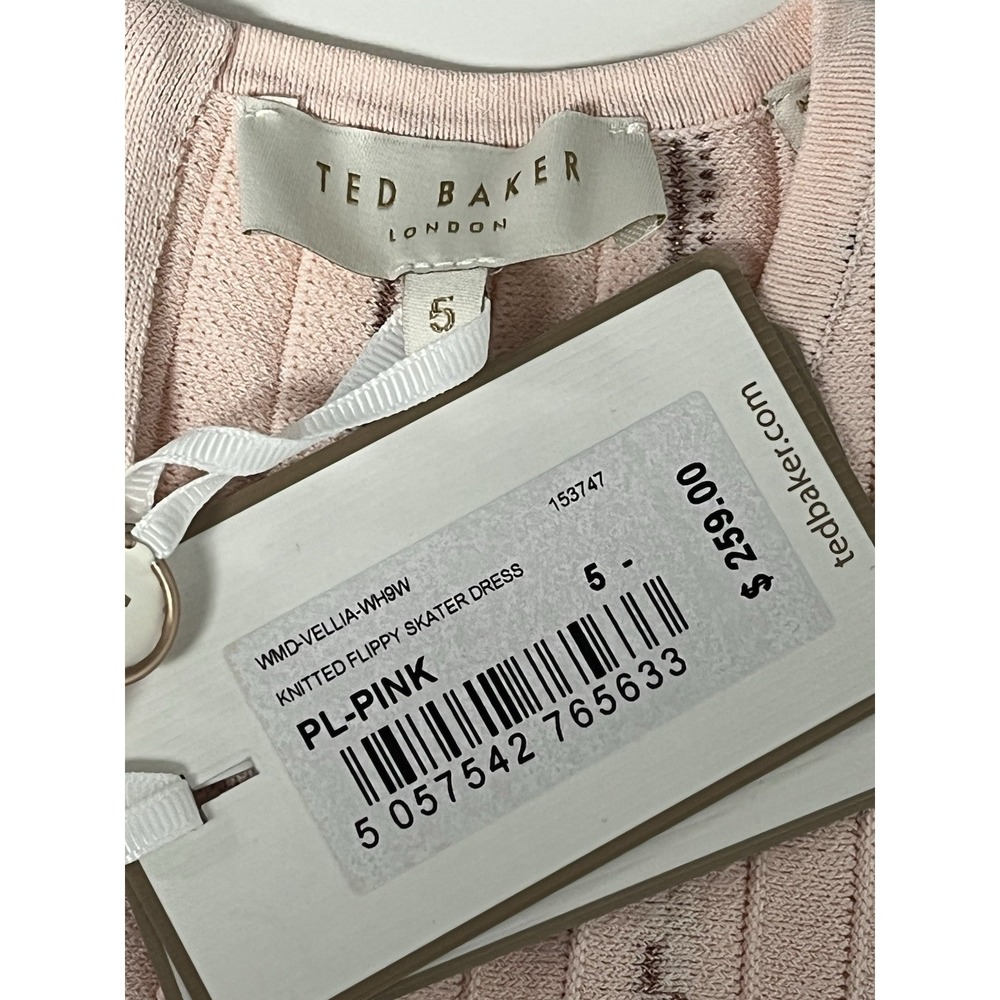 TED BAKER
LONDON
5
tedbaker.com
153747
$ 259.00
WMD-VELLIA-WH9W
KNITTED FLIPPY SKATER DRESS
5 -
PL-PINK
5 057542 765633